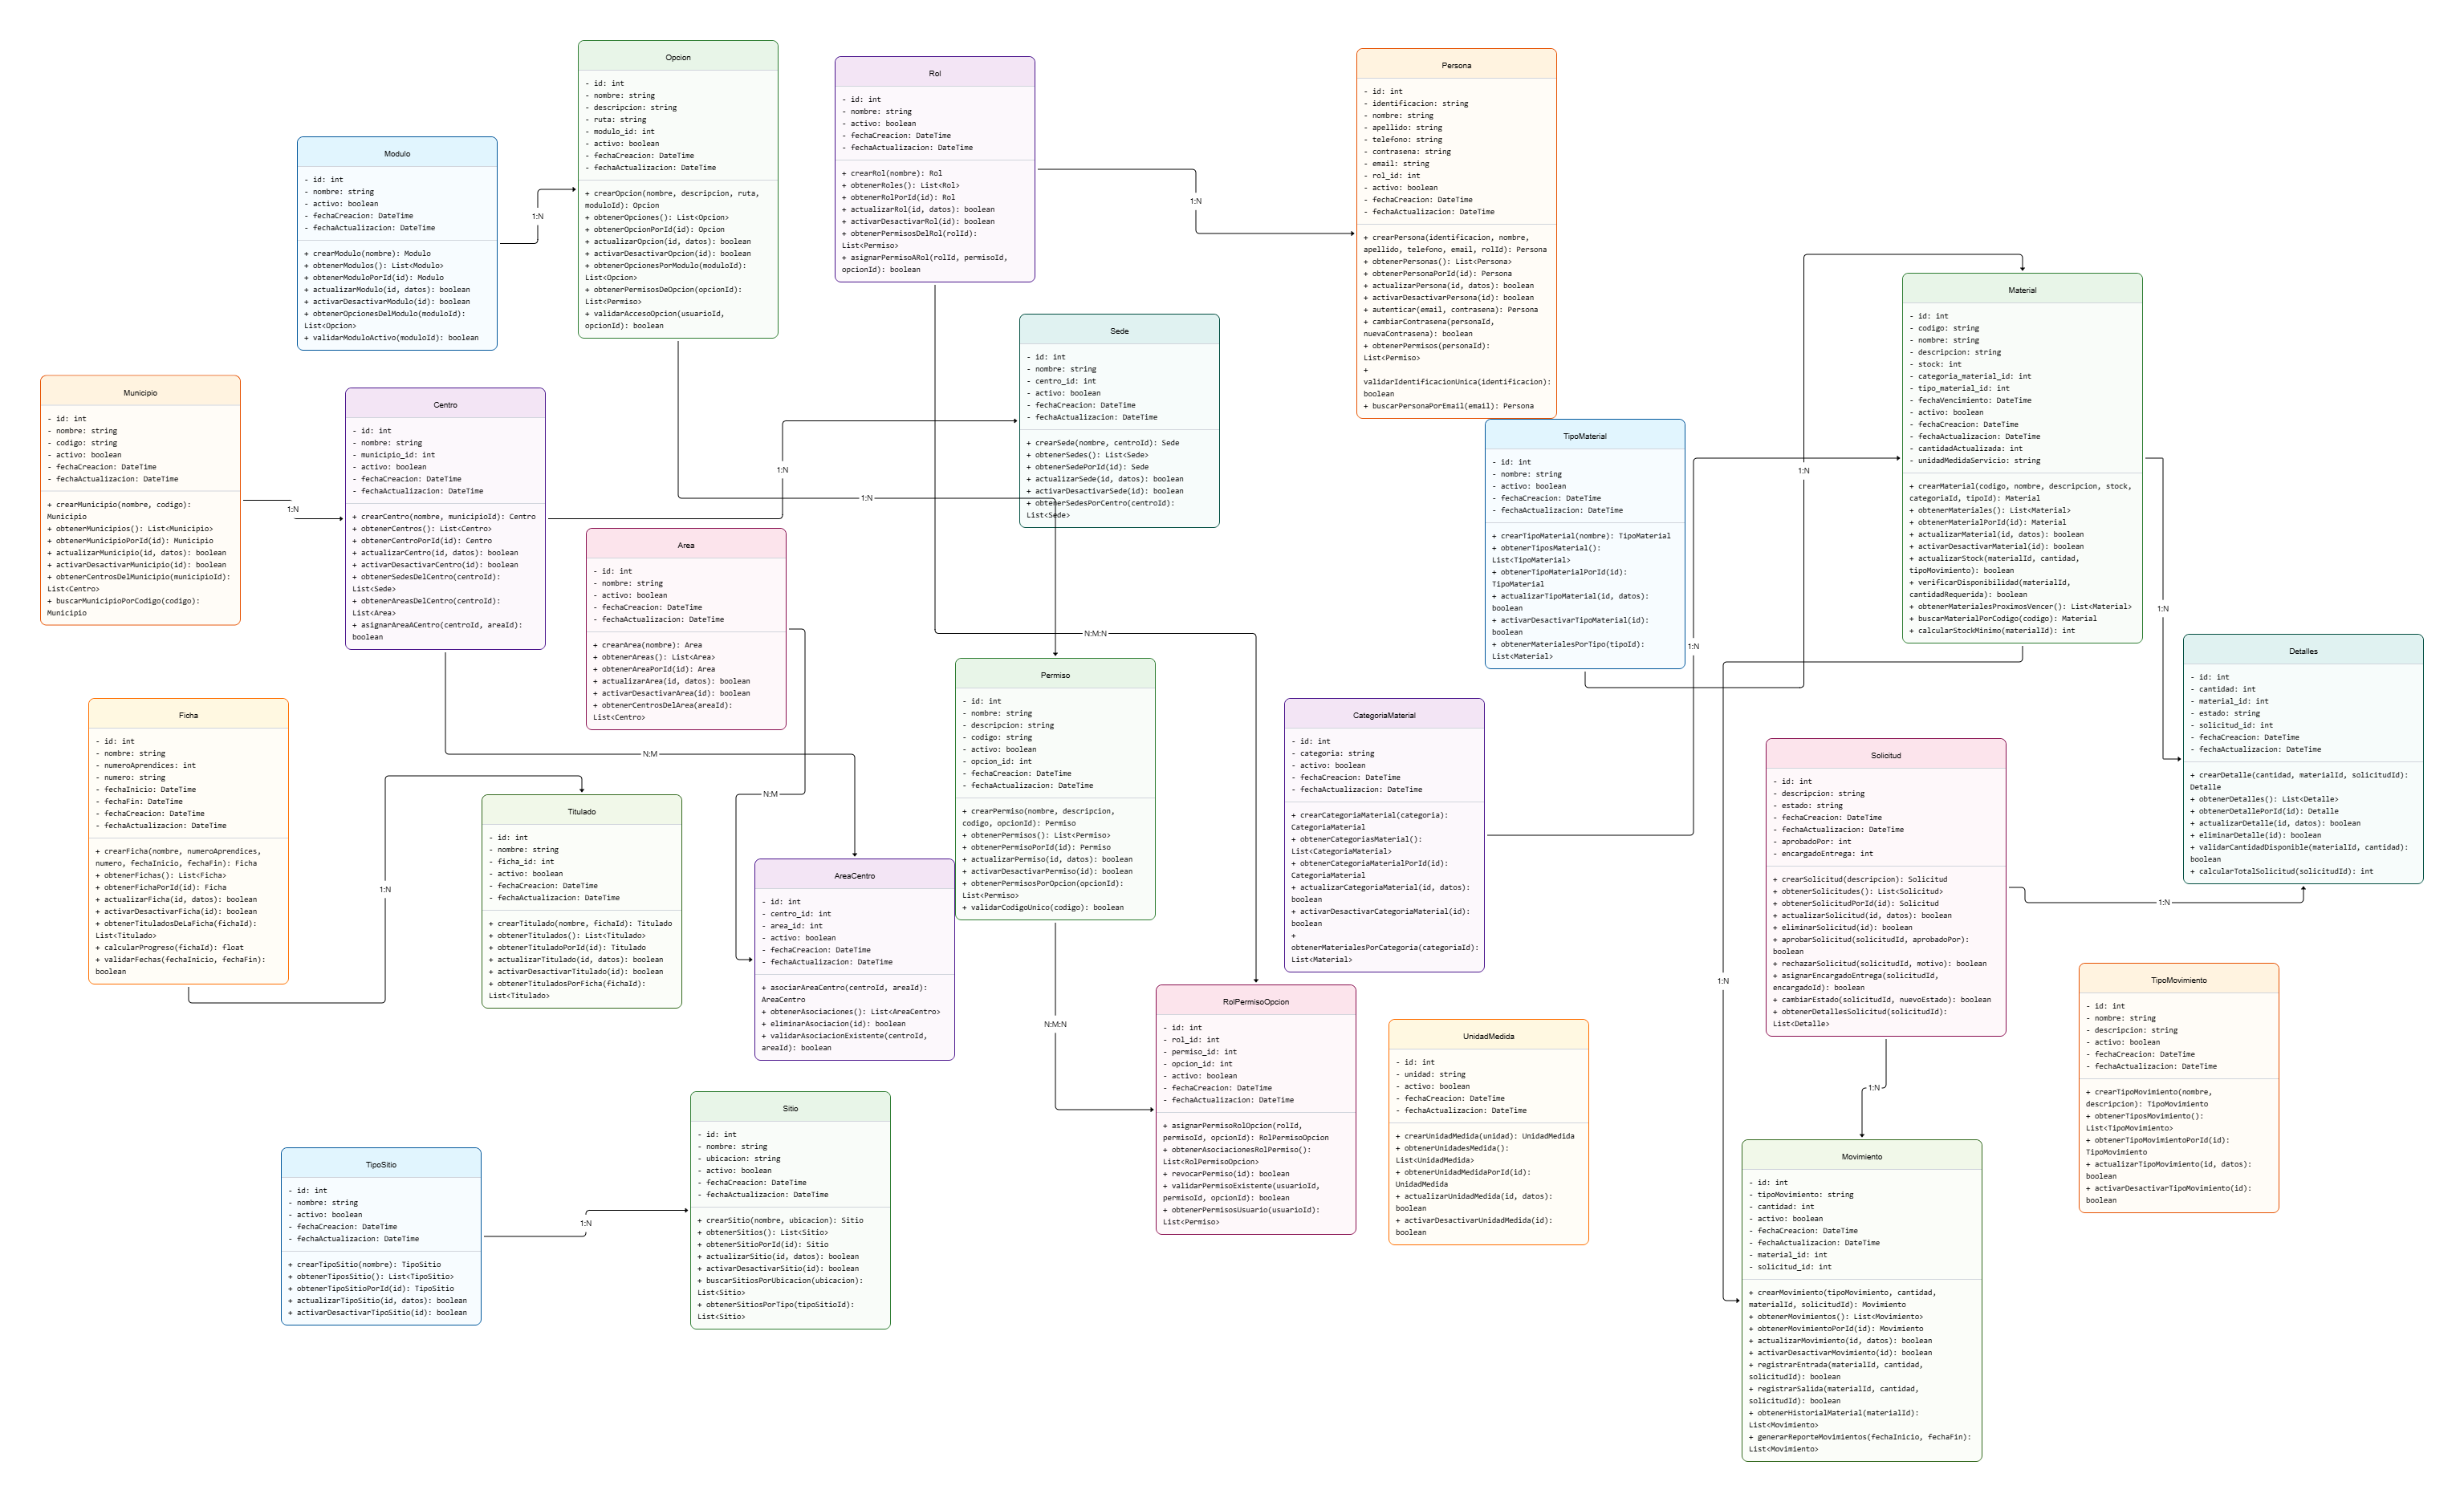 Opcion
- id: int
- nombre: string
- descripcion: string
- ruta: string
- modulo_id: int
- activo: boolean
- fechaCreacion: DateTime
- fechaActualizacion: DateTime
+ crearOpcion(nombre, descripcion, ruta,
moduloId): Opcion
+ obtenerOpciones(): List<Opcion>
+ obtenerOpcionPorId(id): Opcion
+ actualizarOpcion(id, datos): boolean
+ activarDesactivarOpcion(id): boolean
+ obtenerOpcionesPorModulo(moduloId):
List<Opcion>
+ obtenerPermisosDeOpcion(opcionId):
List<Permiso>
+ validarAccesoOpcion(usuarioId,
opcionId): boolean
Rol
- id: int
- nombre: string
- activo: boolean
- fechaCreacion: DateTime
- fechaActualizacion: DateTime
+ crearRol(nombre): Rol
+ obtenerRoles(): List<Rol>
+ obtenerRolPorId(id): Rol
+ actualizarRol(id, datos): boolean
+ activarDesactivarRol(id): boolean
+ obtenerPermisosDelRol(rolId):
List<Permiso>
+ asignarPermisoARol(rolId, permisoId,
opcionId): boolean
1:N
Persona
- id: int
- identificacion: string
- nombre: string
- apellido: string
- telefono: string
- contrasena: string
- email: string
- rol_id: int
- activo: boolean
- fechaCreacion: DateTime
- fechaActualizacion: DateTime
+ crearPersona(identificacion, nombre,
apellido, telefono, email, rolId): Persona
+ obtenerPersonas(): List<Persona>
+ obtenerPersonaPorId(id): Persona
+ actualizarPersona(id, datos): boolean
+ activarDesactivarPersona(id): boolean
+ autenticar(email, contrasena): Persona
+ cambiarContrasena(personaId,
nuevaContrasena): boolean
+ obtenerPermisos(personaId):
List<Permiso>
+
validarIdentificacionUnica(identificacion):
boolean
+ buscarPersonaPorEmail(email): Persona
Modulo
- id: int
- nombre: string
- activo: boolean
- fechaCreacion: DateTime
- fechaActualizacion: DateTime
+ crearModulo(nombre): Modulo
+ obtenerModulos(): List<Modulo>
+ obtenerModuloPorId(id): Modulo
+ actualizarModulo(id, datos): boolean
+ activarDesactivarModulo(id): boolean
+ obtenerOpcionesDelModulo(moduloId):
List<Opcion>
+ validarModuloActivo(moduloId): boolean
1:N
Material
- id: int
- codigo: string
- nombre: string
- descripcion: string
- stock: int
- categoria_material_id: int
- tipo_material_id: int
- fechaVencimiento: DateTime
- activo: boolean
- fechaCreacion: DateTime
- fechaActualizacion: DateTime
- cantidadActualizada: int
- unidadMedidaServicio: string
+ crearMaterial(codigo, nombre, descripcion, stock,
categoriaId, tipoId): Material
+ obtenerMateriales(): List<Material>
+ obtenerMaterialPorId(id): Material
+ actualizarMaterial(id, datos): boolean
+ activarDesactivarMaterial(id): boolean
+ actualizarStock(materialId, cantidad,
tipoMovimiento): boolean
+ verificarDisponibilidad(materialId,
cantidadRequerida): boolean
+ obtenerMaterialesProximosVencer(): List<Material>
+ buscarMaterialPorCodigo(codigo): Material
+ calcularStockMinimo(materialId): int
Sede
- id: int
- nombre: string
- centro_id: int
- activo: boolean
- fechaCreacion: DateTime
- fechaActualizacion: DateTime
+ crearSede(nombre, centroId): Sede
+ obtenerSedes(): List<Sede>
+ obtenerSedePorId(id): Sede
+ actualizarSede(id, datos): boolean
+ activarDesactivarSede(id): boolean
+ obtenerSedesPorCentro(centroId):
List<Sede>
Municipio
- id: int
- nombre: string
- codigo: string
- activo: boolean
- fechaCreacion: DateTime
- fechaActualizacion: DateTime
+ crearMunicipio(nombre, codigo):
Municipio
+ obtenerMunicipios(): List<Municipio>
+ obtenerMunicipioPorId(id): Municipio
+ actualizarMunicipio(id, datos): boolean
+ activarDesactivarMunicipio(id): boolean
+ obtenerCentrosDelMunicipio(municipioId):
List<Centro>
+ buscarMunicipioPorCodigo(codigo):
Municipio
1:N
Centro
- id: int
- nombre: string
- municipio_id: int
- activo: boolean
- fechaCreacion: DateTime
- fechaActualizacion: DateTime
+ crearCentro(nombre, municipioId): Centro
+ obtenerCentros(): List<Centro>
+ obtenerCentroPorId(id): Centro
+ actualizarCentro(id, datos): boolean
+ activarDesactivarCentro(id): boolean
+ obtenerSedesDelCentro(centroId):
List<Sede>
+ obtenerAreasDelCentro(centroId):
List<Area>
+ asignarAreaACentro(centroId, areaId):
boolean
1:N
1:N
TipoMaterial
- id: int
- nombre: string
- activo: boolean
- fechaCreacion: DateTime
- fechaActualizacion: DateTime
+ crearTipoMaterial(nombre): TipoMaterial
+ obtenerTiposMaterial():
List<TipoMaterial>
+ obtenerTipoMaterialPorId(id):
TipoMaterial
+ actualizarTipoMaterial(id, datos):
boolean
+ activarDesactivarTipoMaterial(id):
boolean
+ obtenerMaterialesPorTipo(tipoId):
List<Material>
1:N
1:N
1:N
Area
- id: int
- nombre: string
- activo: boolean
- fechaCreacion: DateTime
- fechaActualizacion: DateTime
+ crearArea(nombre): Area
+ obtenerAreas(): List<Area>
+ obtenerAreaPorId(id): Area
+ actualizarArea(id, datos): boolean
+ activarDesactivarArea(id): boolean
+ obtenerCentrosDelArea(areaId):
List<Centro>
N:M:N
Detalles
- id: int
- cantidad: int
- material_id: int
- estado: string
- solicitud_id: int
- fechaCreacion: DateTime
- fechaActualizacion: DateTime
+ crearDetalle(cantidad, materialId, solicitudId):
Detalle
+ obtenerDetalles(): List<Detalle>
+ obtenerDetallePorId(id): Detalle
+ actualizarDetalle(id, datos): boolean
+ eliminarDetalle(id): boolean
+ validarCantidadDisponible(materialId, cantidad):
boolean
+ calcularTotalSolicitud(solicitudId): int
Permiso
- id: int
- nombre: string
- descripcion: string
- codigo: string
- activo: boolean
- opcion_id: int
- fechaCreacion: DateTime
- fechaActualizacion: DateTime
+ crearPermiso(nombre, descripcion,
codigo, opcionId): Permiso
+ obtenerPermisos(): List<Permiso>
+ obtenerPermisoPorId(id): Permiso
+ actualizarPermiso(id, datos): boolean
+ activarDesactivarPermiso(id): boolean
+ obtenerPermisosPorOpcion(opcionId):
List<Permiso>
+ validarCodigoUnico(codigo): boolean
Ficha
- id: int
- nombre: string
- numeroAprendices: int
- numero: string
- fechaInicio: DateTime
- fechaFin: DateTime
- fechaCreacion: DateTime
- fechaActualizacion: DateTime
+ crearFicha(nombre, numeroAprendices,
numero, fechaInicio, fechaFin): Ficha
+ obtenerFichas(): List<Ficha>
+ obtenerFichaPorId(id): Ficha
+ actualizarFicha(id, datos): boolean
+ activarDesactivarFicha(id): boolean
+ obtenerTituladosDeLaFicha(fichaId):
List<Titulado>
+ calcularProgreso(fichaId): float
+ validarFechas(fechaInicio, fechaFin):
boolean
1:N
N:M
N:M
Titulado
- id: int
- nombre: string
- ficha_id: int
- activo: boolean
- fechaCreacion: DateTime
- fechaActualizacion: DateTime
+ crearTitulado(nombre, fichaId): Titulado
+ obtenerTitulados(): List<Titulado>
+ obtenerTituladoPorId(id): Titulado
+ actualizarTitulado(id, datos): boolean
+ activarDesactivarTitulado(id): boolean
+ obtenerTituladosPorFicha(fichaId):
List<Titulado>
CategoriaMaterial
- id: int
- categoria: string
- activo: boolean
- fechaCreacion: DateTime
- fechaActualizacion: DateTime
+ crearCategoriaMaterial(categoria):
CategoriaMaterial
+ obtenerCategoriasMaterial():
List<CategoriaMaterial>
+ obtenerCategoriaMaterialPorId(id):
CategoriaMaterial
+ actualizarCategoriaMaterial(id, datos):
boolean
+ activarDesactivarCategoriaMaterial(id):
boolean
+
obtenerMaterialesPorCategoria(categoriaId):
List<Material>
Solicitud
- id: int
- descripcion: string
- estado: string
- fechaCreacion: DateTime
- fechaActualizacion: DateTime
- aprobadoPor: int
- encargadoEntrega: int
+ crearSolicitud(descripcion): Solicitud
+ obtenerSolicitudes(): List<Solicitud>
+ obtenerSolicitudPorId(id): Solicitud
+ actualizarSolicitud(id, datos): boolean
+ eliminarSolicitud(id): boolean
+ aprobarSolicitud(solicitudId, aprobadoPor):
boolean
+ rechazarSolicitud(solicitudId, motivo): boolean
+ asignarEncargadoEntrega(solicitudId,
encargadoId): boolean
+ cambiarEstado(solicitudId, nuevoEstado): boolean
+ obtenerDetallesSolicitud(solicitudId):
List<Detalle>
1:N
AreaCentro
- id: int
- centro_id: int
- area_id: int
- activo: boolean
- fechaCreacion: DateTime
- fechaActualizacion: DateTime
+ asociarAreaCentro(centroId, areaId):
AreaCentro
+ obtenerAsociaciones(): List<AreaCentro>
+ eliminarAsociacion(id): boolean
+ validarAsociacionExistente(centroId,
areaId): boolean
N:M:N
1:N
RolPermisoOpcion
- id: int
- rol_id: int
- permiso_id: int
- opcion_id: int
- activo: boolean
- fechaCreacion: DateTime
- fechaActualizacion: DateTime
+ asignarPermisoRolOpcion(rolId,
permisoId, opcionId): RolPermisoOpcion
+ obtenerAsociacionesRolPermiso():
List<RolPermisoOpcion>
+ revocarPermiso(id): boolean
+ validarPermisoExistente(usuarioId,
permisoId, opcionId): boolean
+ obtenerPermisosUsuario(usuarioId):
List<Permiso>
UnidadMedida
- id: int
- unidad: string
- activo: boolean
- fechaCreacion: DateTime
- fechaActualizacion: DateTime
+ crearUnidadMedida(unidad): UnidadMedida
+ obtenerUnidadesMedida():
List<UnidadMedida>
+ obtenerUnidadMedidaPorId(id):
UnidadMedida
+ actualizarUnidadMedida(id, datos):
boolean
+ activarDesactivarUnidadMedida(id):
boolean
TipoMovimiento
- id: int
- nombre: string
- descripcion: string
- activo: boolean
- fechaCreacion: DateTime
- fechaActualizacion: DateTime
+ crearTipoMovimiento(nombre,
descripcion): TipoMovimiento
+ obtenerTiposMovimiento():
List<TipoMovimiento>
+ obtenerTipoMovimientoPorId(id):
TipoMovimiento
+ actualizarTipoMovimiento(id, datos):
boolean
+ activarDesactivarTipoMovimiento(id):
boolean
1:N
TipoSitio
- id: int
- nombre: string
- activo: boolean
- fechaCreacion: DateTime
- fechaActualizacion: DateTime
+ crearTipoSitio(nombre): TipoSitio
+ obtenerTiposSitio(): List<TipoSitio>
+ obtenerTipoSitioPorId(id): TipoSitio
+ actualizarTipoSitio(id, datos): boolean
+ activarDesactivarTipoSitio(id): boolean
1:N
Sitio
- id: int
- nombre: string
- ubicacion: string
- activo: boolean
- fechaCreacion: DateTime
- fechaActualizacion: DateTime
+ crearSitio(nombre, ubicacion): Sitio
+ obtenerSitios(): List<Sitio>
+ obtenerSitioPorId(id): Sitio
+ actualizarSitio(id, datos): boolean
+ activarDesactivarSitio(id): boolean
+ buscarSitiosPorUbicacion(ubicacion):
List<Sitio>
+ obtenerSitiosPorTipo(tipoSitioId):
List<Sitio>
Movimiento
- id: int
- tipoMovimiento: string
- cantidad: int
- activo: boolean
- fechaCreacion: DateTime
- fechaActualizacion: DateTime
- material_id: int
- solicitud_id: int
+ crearMovimiento(tipoMovimiento, cantidad,
materialId, solicitudId): Movimiento
+ obtenerMovimientos(): List<Movimiento>
+ obtenerMovimientoPorId(id): Movimiento
+ actualizarMovimiento(id, datos): boolean
+ activarDesactivarMovimiento(id): boolean
+ registrarEntrada(materialId, cantidad,
solicitudId): boolean
+ registrarSalida(materialId, cantidad,
solicitudId): boolean
+ obtenerHistorialMaterial(materialId):
List<Movimiento>
+ generarReporteMovimientos(fechaInicio, fechaFin):
List<Movimiento>